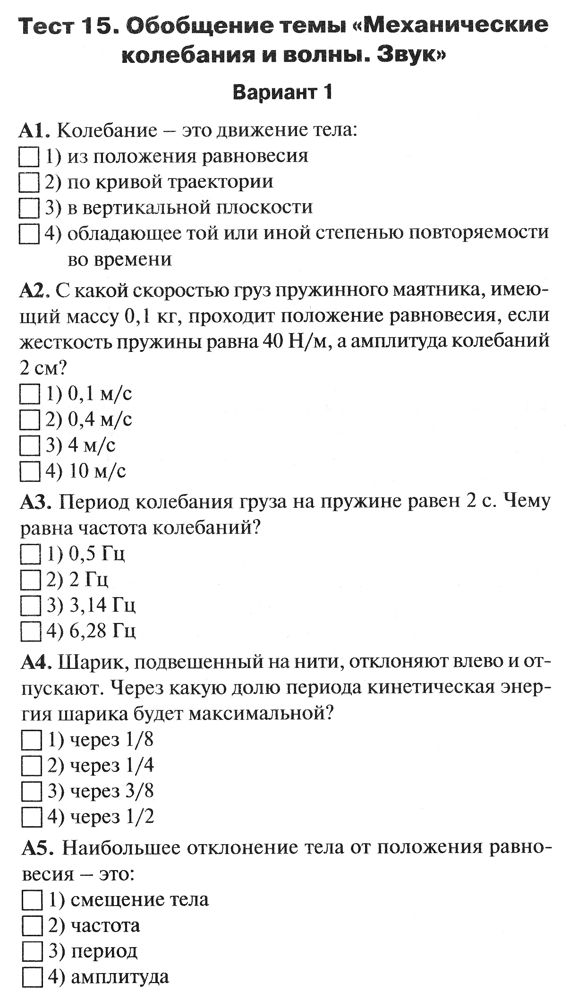 Тест 15. Обобщение темы «Механические
колебания и волны. Звук»
Вариант 1
А1. Колебание – это движение тела:
1) из положения равновесия
2) по кривой траектории
3) в вертикальной плоскости
4) обладающее той или иной степенью повторяемости
во времени
А2. С какой скоростью груз пружинного маятника, имею-
щий массу 0,1 кг, проходит положение равновесия, если
жесткость пружины равна 40 Н/м, а амплитуда колебаний
2 см?
1) 0,1 м/с
2) 0,4 м/с
3) 4 м/с
4) 10 м/с
А3. Период колебания груза на пружине равен 2 с. Чему
равна частота колебаний?
1) 0,5 Гц
2) 2 Гц
3) 3,14 Гц
4) 6,28 Гц
А4. Шарик, подвешенный на нити, отклоняют влево и от-
пускают. Через какую долю периода кинетическая энер-
гия шарика будет максимальной?
1) через 1/8
2) через 1/4
3) через 3/8
4) через 1/2
А5. Наибольшее отклонение тела от положения равно-
весия – это:
1) смещение тела
2) частота
3) период
4) амплитуда